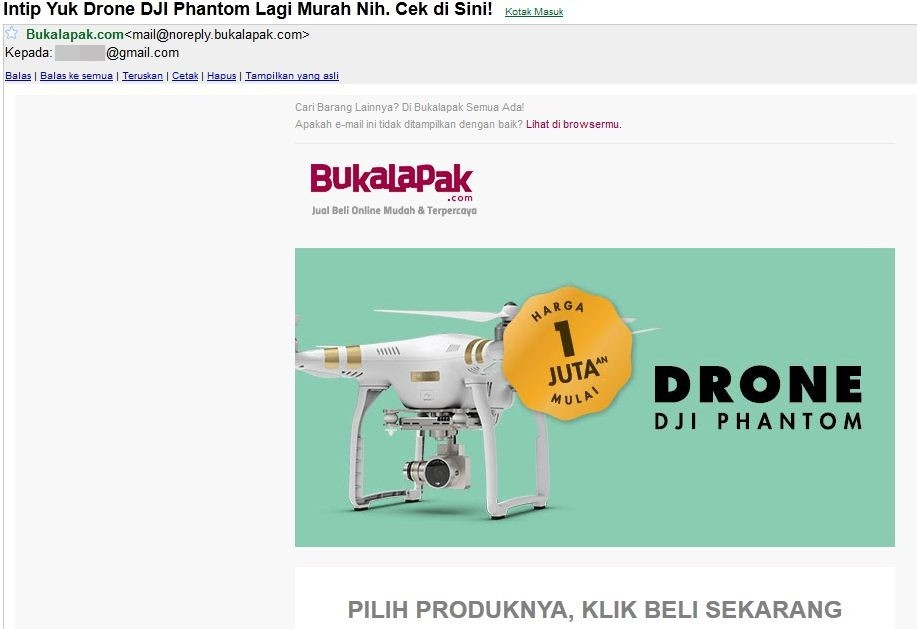 Intip Yuk Drone DJI Phantom Lagi Murah Nih. Cek di Sini! Kotak Masuk
Bukalapak.com<mail@noreply.bukalapak.com>
Kepada: @gmail.com
Balas | Balas ke semua | Teruskan | Cetak | Hapus | Tampilkan yang asli
Cari Barang Lainnya? Di Bukalapak Semua Ada!
Apakah e-mail ini tidak ditampilkan dengan baik? Lihat di browsermu.
BukaLaPak
.com
Jual Beli Online Mudah & Terpercaya
HARGA
1
JUTAAN
MULAI
DRONE
DJI PHANTOM
PILIH PRODUKNYA, KLIK BELI SEKARANG